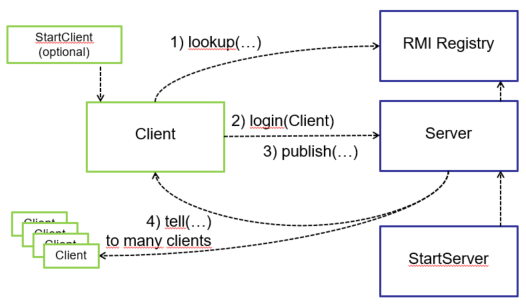 StartClient
(optional)
1) lookup(…)
RMI Registry
Client
2) login(Client)
3) publish(…)
Server
4) tell(…)
to many clients
Client
Client
Client
Client
StartServer